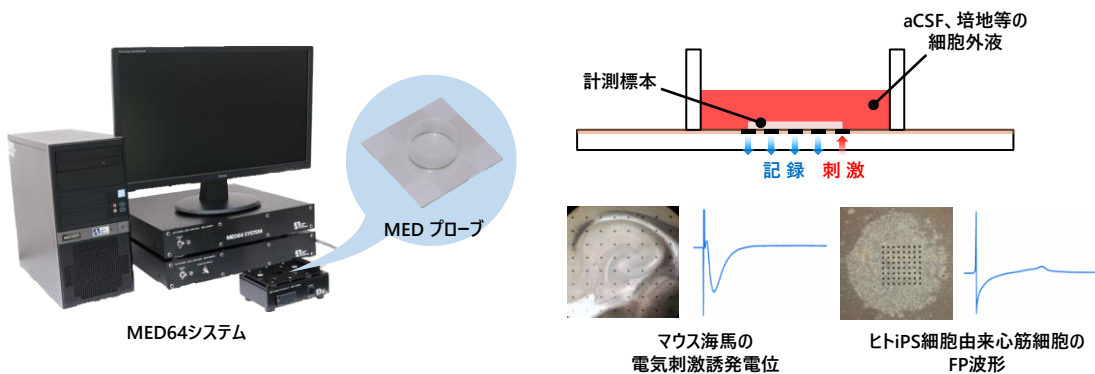 MED プローブ
MED64 SYSTEM
MED64システム
aCSF、培地等の
細胞外液
計測標本
記録
刺激
マウス海馬の
電気刺激誘発電位
ヒトiPS細胞由来心筋細胞の
FP波形